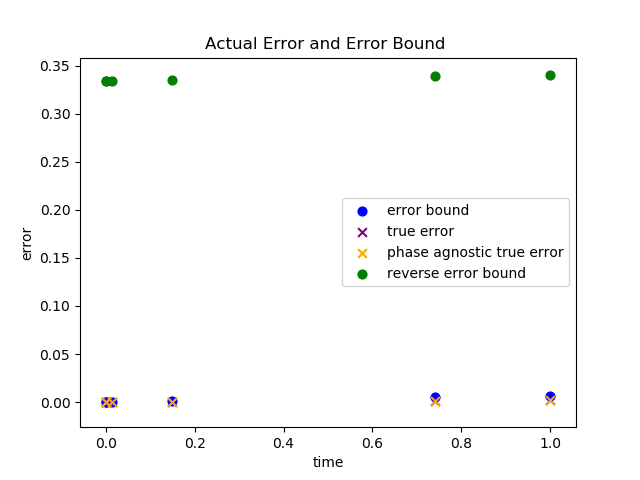 Actual Error and Error Bound
0.35
0.30
0.25
0.20
0.15
0.10
0.05
0.00
error
error bound
true error
phase agnostic true error
reverse error bound
0.0 0.2 0.4 0.6 0.8 1.0
time